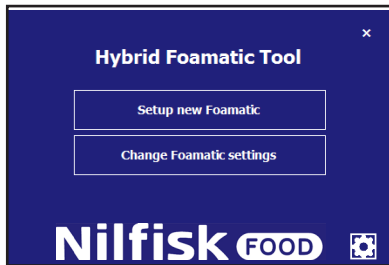 ×
Hybrid Foamatic Tool
Setup new Foamatic
Change Foamatic settings
Nilfisk FOOD